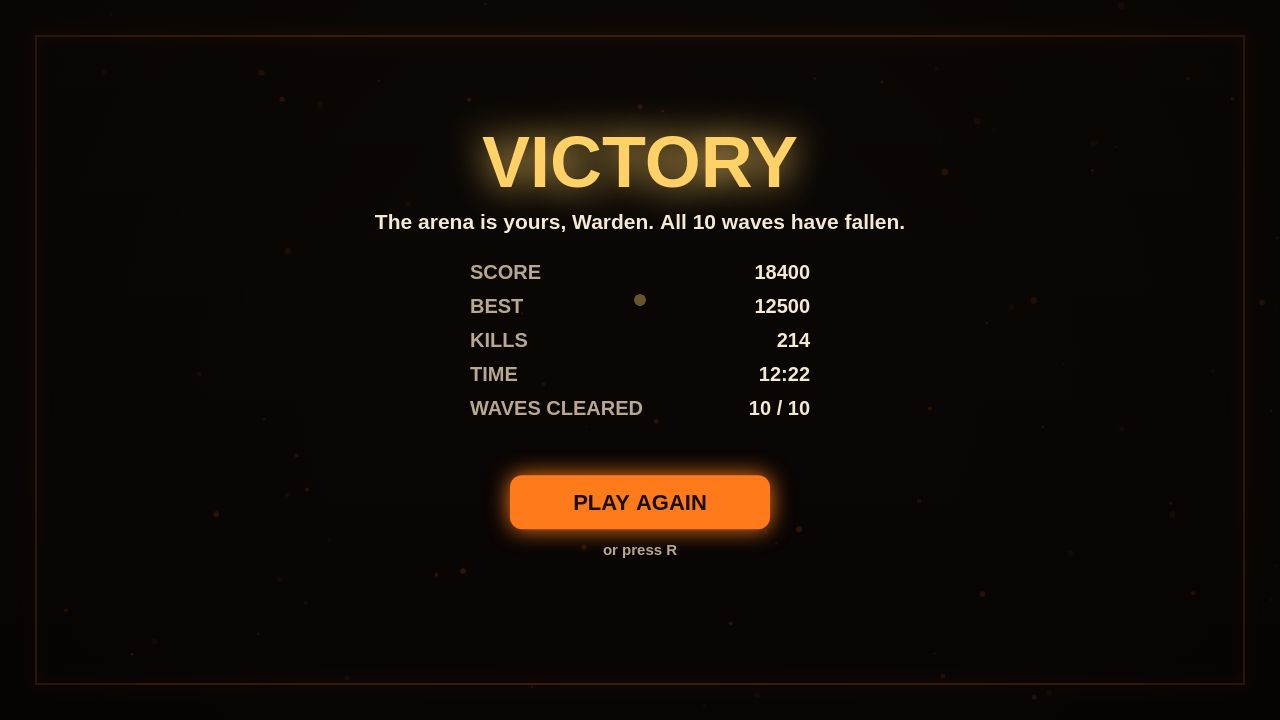 VICTORY
The arena is yours, Warden. All 10 waves have fallen.
SCORE 18400
BEST 12500
KILLS 214
TIME 12:22
WAVES CLEARED 10 / 10
PLAY AGAIN
or press R